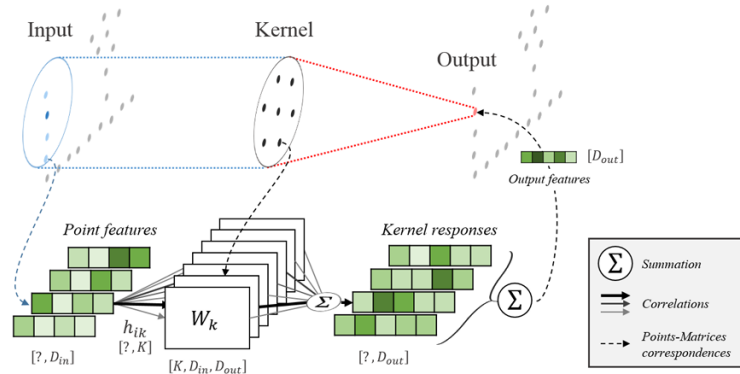 Input
Kernel
Output
[D_out]
Output features
Point features
Kernel responses
h_ik
[?, K]
W_k
Σ
Σ
[?, D_in]
[K, D_in, D_out]
[?, D_out]
Σ
Summation
Correlations
Points-Matrices
correspondences